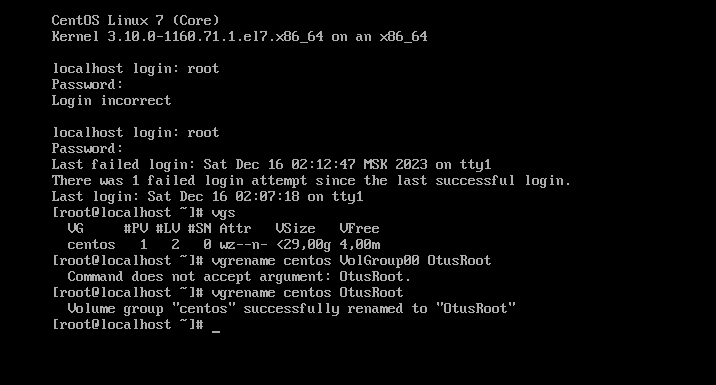 CentOS Linux 7 (Core)
Kernel 3.10.0-1160.71.1.el7.x86_64 on an x86_64
localhost login: root
Password:
Login incorrect
localhost login: root
Password:
Last failed login: Sat Dec 16 02:12:47 MSK 2023 on tty1
There was 1 failed login attempt since the last successful login.
Last login: Sat Dec 16 02:07:18 on tty1
[root@localhost ~]# vgs
  VG     #PV #LV #SN Attr   VSize   VFree
  centos   1   2   0 wz--n- <29,00g 4,00m
[root@localhost ~]# vgrename centos VolGroup00 OtusRoot
  Command does not accept argument: OtusRoot.
[root@localhost ~]# vgrename centos OtusRoot
  Volume group "centos" successfully renamed to "OtusRoot"
[root@localhost ~]# _